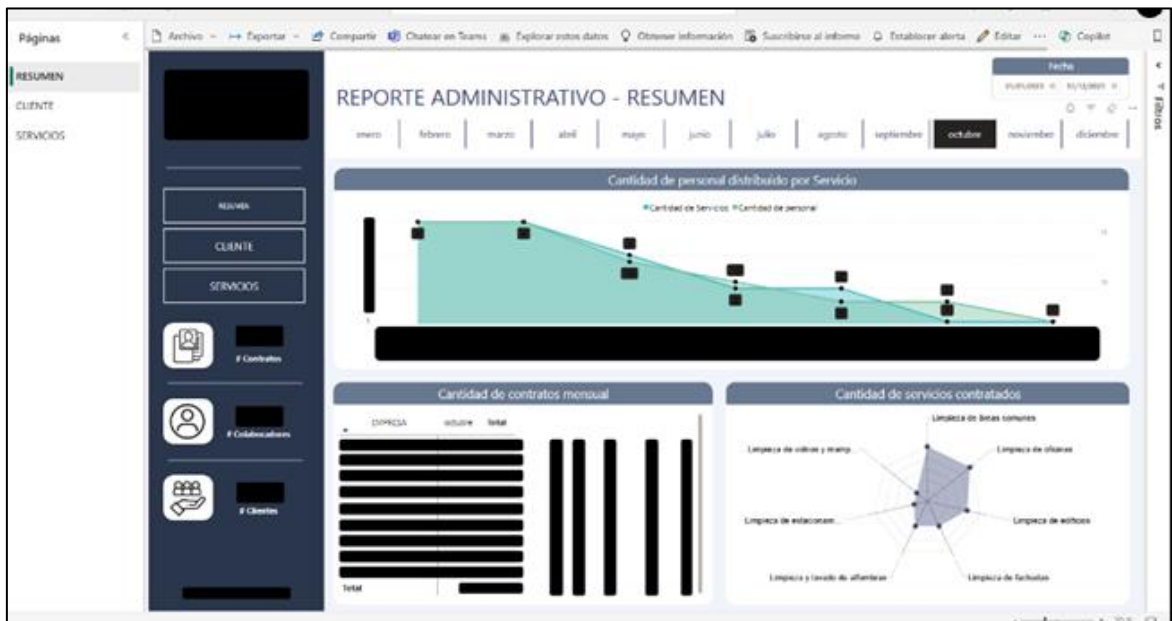 Páginas
Archivo
Exportar
Compartir
Chatear en Teams
Explorar estos datos
Obtener información
Suscribirse al informe
Establecer alerta
Editar
Copilot
RESUMEN
CLIENTE
SERVICIOS
Filtros
Fecha
REPORTE ADMINISTRATIVO - RESUMEN
enero febrero marzo abril mayo junio julio agosto septiembre octubre noviembre diciembre
RESUMEN
CLIENTE
SERVICIOS
# Contratos
# Colaboradores
# Clientes
Cantidad de personal distribuido por Servicio
Cantidad de Servicios Cantidad de personal
Cantidad de contratos mensual
EMPRESA octubre Total
Total
Cantidad de servicios contratados
Limpieza de áreas comunes
Limpieza de vidrios y mamp...
Limpieza de oficinas
Limpieza de estacionam...
Limpieza de edificios
Limpieza y lavado de alfombras
Limpieza de fachadas